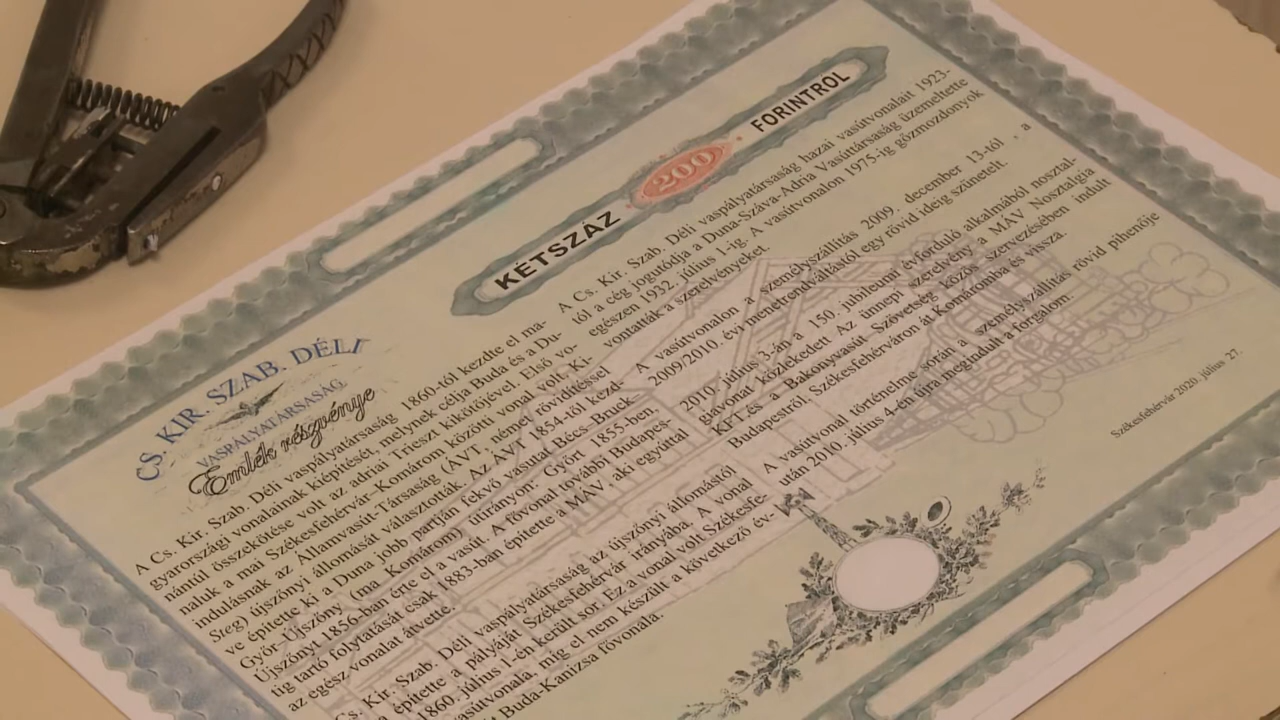 CS. KIR. SZAB. DÉLI
VASPÁLYATÁRSASÁG
Emlék részvénye
KÉTSZÁZ 200 FORINTRÓL
A Cs. Kir. Szab. Déli vaspályatársaság 1860-tól kezdte el ma-
gyarországi vonalainak kiépítését, melynek célja Buda és a Du-
nántúl összekötése volt az adriai Trieszt kikötőjével. Első vo-
naluk a mai Székesfehérvár–Komárom közötti vonal volt. Ki-
indulásnak az Államvasút-Társaság (ÁVT, német rövidítéssel
Steg) újszőnyi állomását választották. Az ÁVT 1854-től kezd-
ve építette ki a Duna jobb partján fekvő vasutat Bécs–Bruck–
Győr–Újszőny (ma Komárom) útirányon. Győrt 1855-ben,
Újszőnyt 1856-ban érte el a vasút. A fővonal további Budapes-
tig tartó folytatását csak 1883-ban építette a MÁV, aki egyúttal
az egész vonalat átvette.
Cs. Kir. Szab. Déli vaspályatársaság az újszőnyi állomástól
építette a pályáját Székesfehérvár irányába. A vonal
1860. július 1-én került sor. Ez a vonal volt Székesfe-
vasútvonala, míg el nem készült a következő év-
Buda-Kanizsa fővonala.
A Cs. Kir. Szab. Déli vaspályatársaság hazai vasútvonalait 1923-
tól a cég jogutódja a Duna-Száva-Adria Vasúttársaság üzemeltette
egészen 1932. július 1-ig. A vasútvonalon 1975-ig gőzmozdonyok
vontatták a szerelvényeket.
A vasútvonalon a személyszállítás 2009. december 13-tól , a
2009/2010. évi menetrendváltástól egy rövid ideig szünetelt.
2010. július 3-án a 150. jubileumi évforduló alkalmából nosztal-
giavonat közlekedett. Az ünnepi szerelvény a MÁV Nosztalgia
Kft és a Bakonyvasút Szövetség közös szervezésében indult
Budapestről, Székesfehérváron át Komáromba és vissza.
A vasútvonal történelme során a személyszállítás rövid pihenője
után 2010. július 4-én újra megindult a forgalom.
Székesfehérvár 2020. július 27.